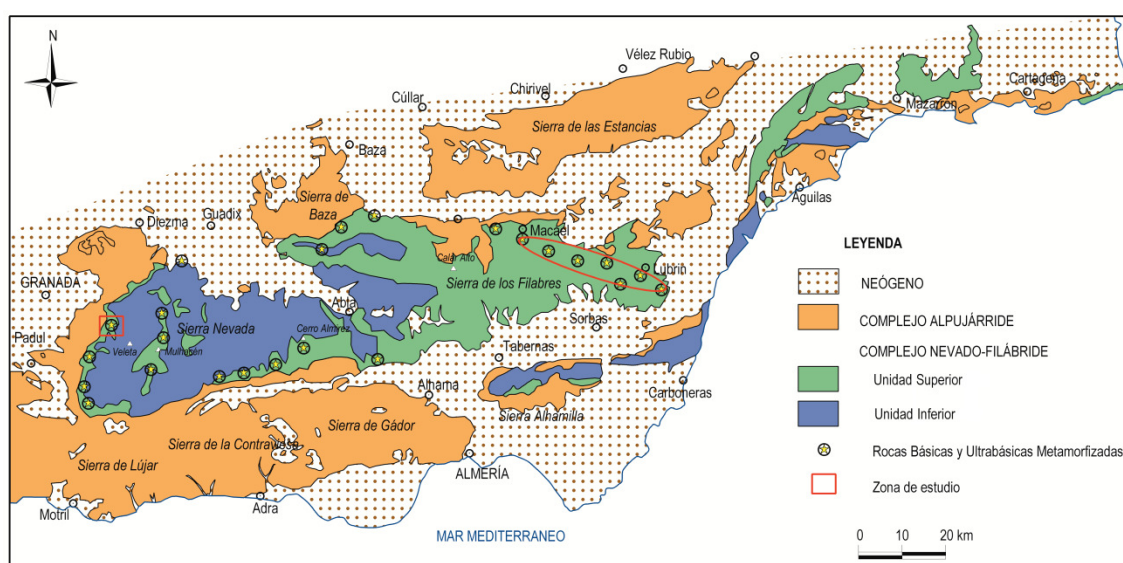 N
Vélez Rubio
Cúllar
Chirivel
Cartagena
Mazarrón
Sierra de las Estancias
Baza
Aguilas
Sierra de
Baza
Diezma
Guadix
Macael
LEYENDA
Calar Alto
Lubrín
Sierra de los Filabres
NEÓGENO
GRANADA
Abla
COMPLEJO ALPUJÁRRIDE
Sierra Nevada
Cerro Almirez
Sorbas
COMPLEJO NEVADO-FILÁBRIDE
Padul
Veleta
Mulhacén
Tabernas
Unidad Superior
Alhama
Carboneras
Unidad Inferior
Sierra Alhamilla
Sierra de Gádor
Sierra de la Contraviesa
Rocas Básicas y Ultrabásicas Metamorfizadas
Sierra de Lújar
ALMERÍA
Zona de estudio
Motril
Adra
MAR MEDITERRANEO
0 10 20 km